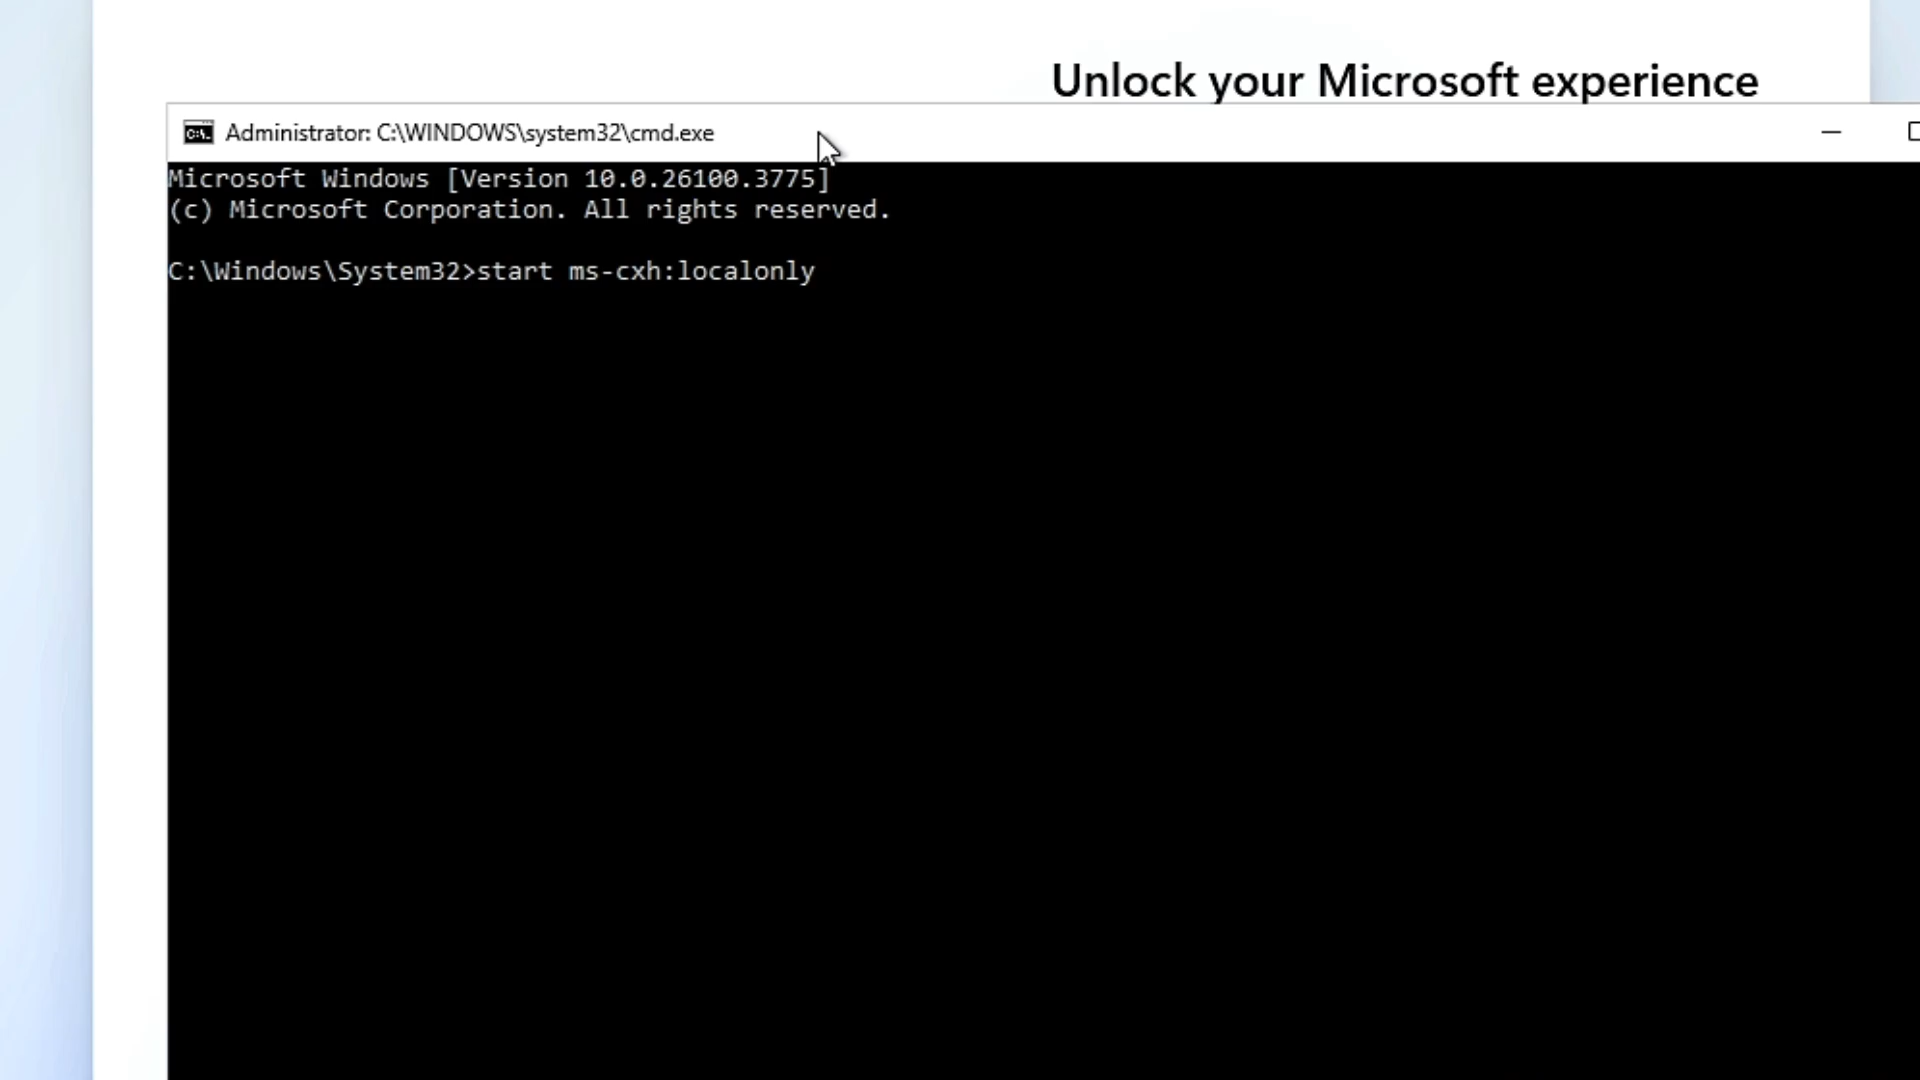 Unlock your Microsoft experience
Administrator: C:\WINDOWS\system32\cmd.exe
Microsoft Windows [Version 10.0.26100.3775]
(c) Microsoft Corporation. All rights reserved.
C:\Windows\System32>start ms-cxh:localonly